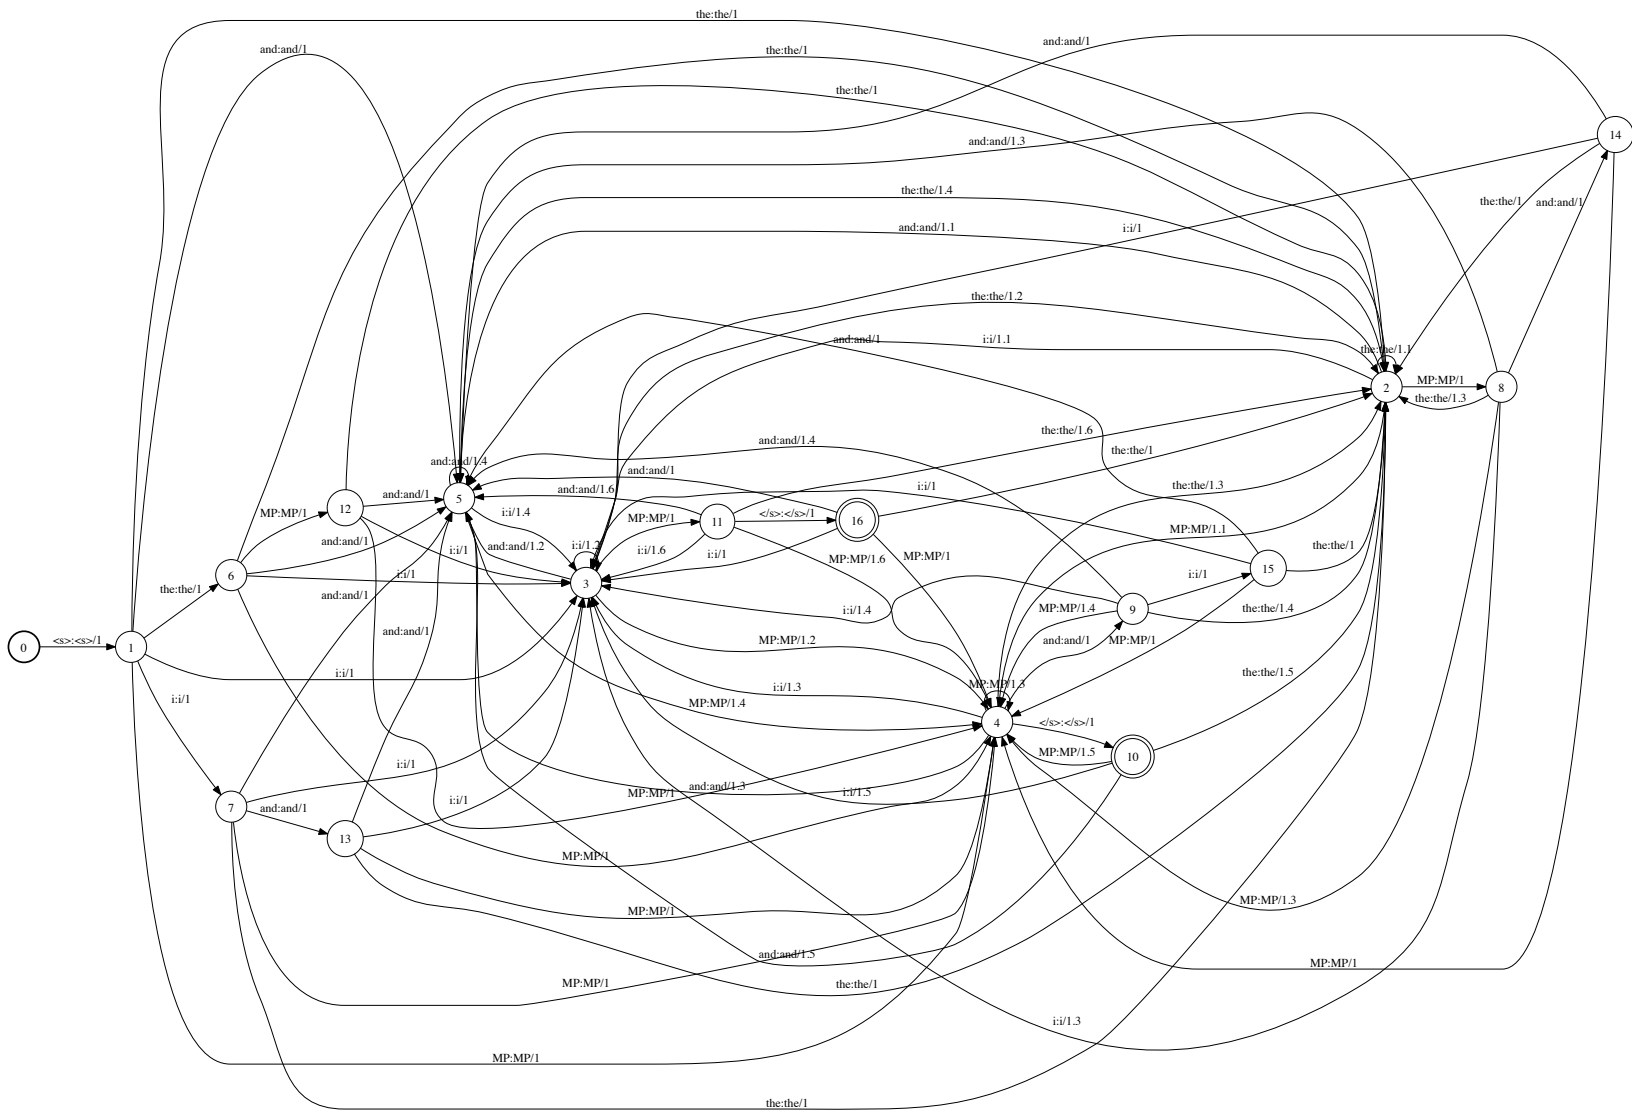 the:the/1
and:and/1
and:and/1
the:the/1
the:the/1
14
and:and/1.3
the:the/1.4
the:the/1
and:and/1
and:and/1.1
i:i/1
the:the/1.2
and:and/1
i:i/1.1
the:the/1.1
2
MP:MP/1
8
the:the/1.3
the:the/1.6
and:and/1.4
the:the/1
and:and/1.4
and:and/1
i:i/1
the:the/1.3
5
and:and/1.6
12
and:and/1
MP:MP/1
i:i/1.4
MP:MP/1
11
</s>:</s>/1
16
MP:MP/1.1
and:and/1
i:i/1
and:and/1.2
i:i/1.2
i:i/1.6
i:i/1
MP:MP/1.6
MP:MP/1
the:the/1
6
i:i/1
3
15
i:i/1
the:the/1
and:and/1
i:i/1.4
MP:MP/1.4
9
the:the/1.4
and:and/1
0
<s>:<s>/1
1
MP:MP/1.2
and:and/1
MP:MP/1
i:i/1
i:i/1.3
MP:MP/1.3
the:the/1.5
i:i/1
MP:MP/1.4
4
</s>:</s>/1
MP:MP/1.5
10
i:i/1
7
and:and/1
i:i/1
MP:MP/1
and:and/1.3
i:i/1.5
13
MP:MP/1
MP:MP/1
MP:MP/1.3
and:and/1.5
MP:MP/1
MP:MP/1
the:the/1
i:i/1.3
MP:MP/1
the:the/1